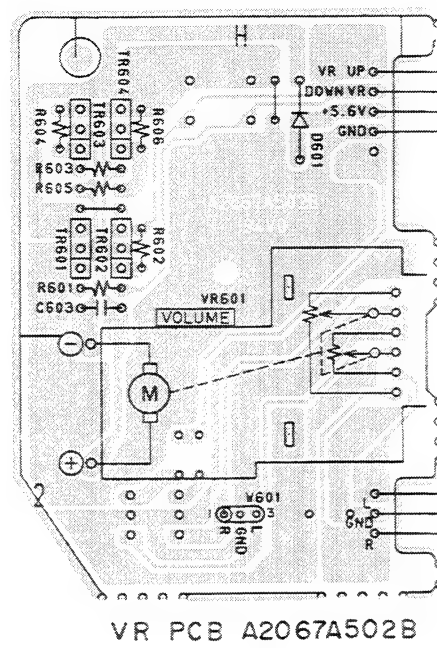 H
VR UP
DOWN VR
+5.6V
GND
D601
TR604
TR603
R604
R606
R603
R605
TR601
TR602
R602
R601
C603
VR601
VOLUME
−
M
+
2
W601
1 3
R
GND
L
L
GND
R
VR PCB A2067A502B